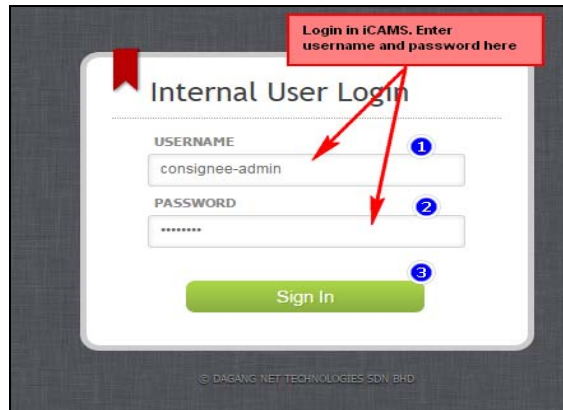 Login in iCAMS. Enter
username and password here
Internal User Login
USERNAME
1
consignee-admin
PASSWORD
2
••••••••
3
Sign In
© DAGANG NET TECHNOLOGIES SDN BHD